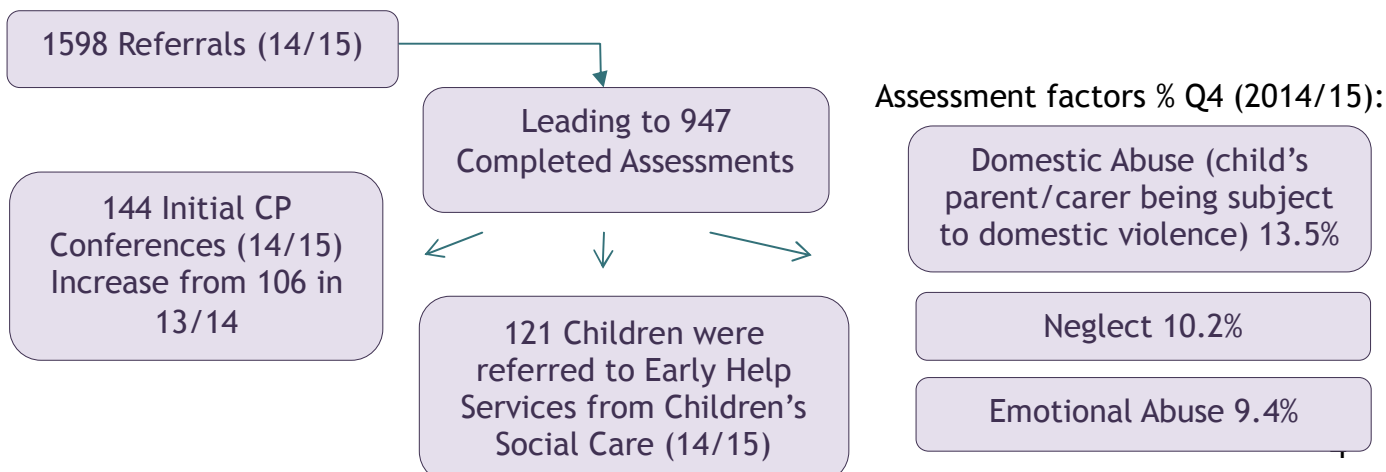 1598 Referrals (14/15)
Leading to 947
Completed Assessments
144 Initial CP
Conferences (14/15)
Increase from 106 in
13/14
121 Children were
referred to Early Help
Services from Children’s
Social Care (14/15)
Assessment factors % Q4 (2014/15):
Domestic Abuse (child’s
parent/carer being subject
to domestic violence) 13.5%
Neglect 10.2%
Emotional Abuse 9.4%